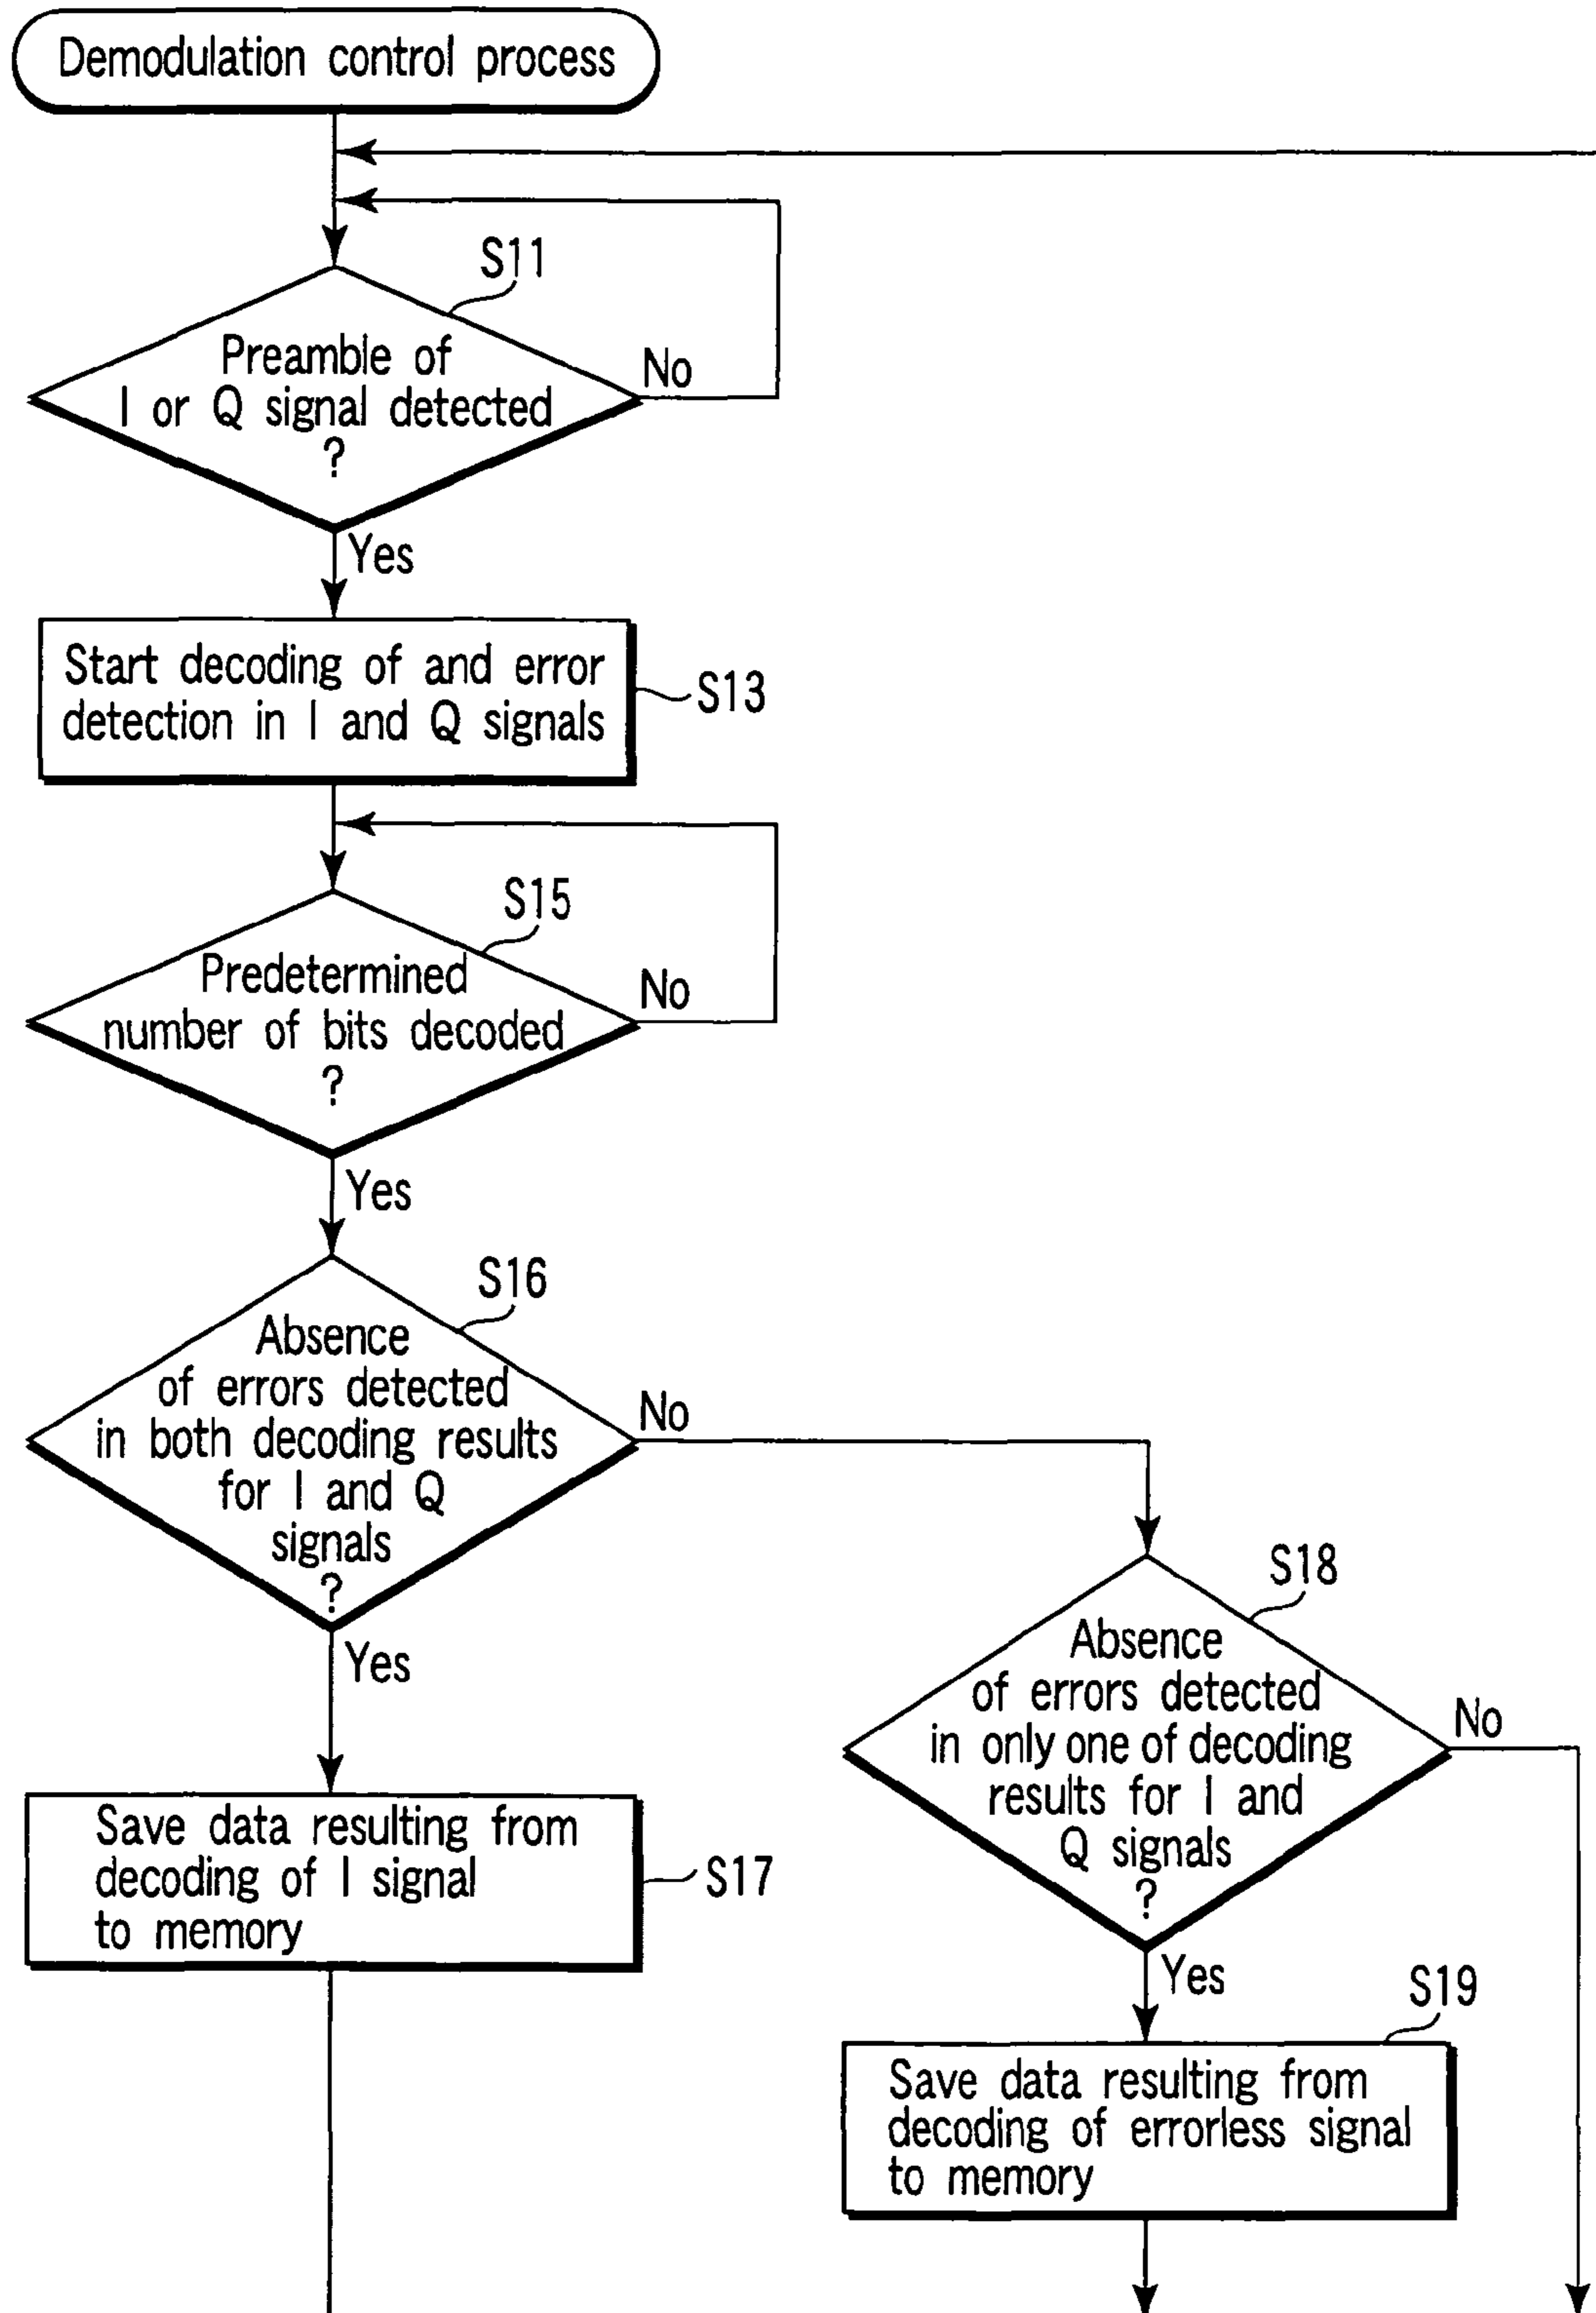 Demodulation control process
S11
Preamble of
I or Q signal detected
?
No
Yes
Start decoding of and error
detection in I and Q signals
S13
S15
Predetermined
number of bits decoded
?
No
Yes
S16
Absence
of errors detected
in both decoding results
for I and Q
signals
?
No
Yes
S18
Absence
of errors detected
in only one of decoding
results for I and
Q signals
?
No
Yes
Save data resulting from
decoding of I signal
to memory
S17
S19
Save data resulting from
decoding of errorless signal
to memory